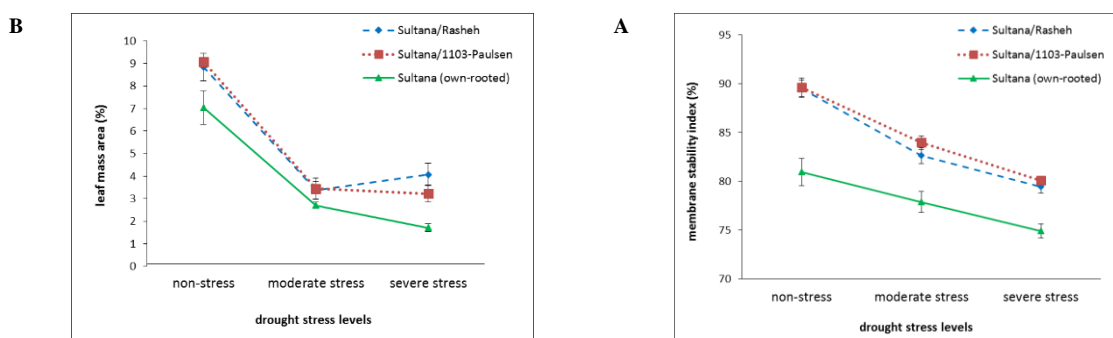 B
10
9
8
7
6
5
4
3
2
1
0
leaf mass area (%)
Sultana/Rasheh
Sultana/1103-Paulsen
Sultana (own-rooted)
non-stress moderate stress severe stress
drought stress levels
A
95
90
85
80
75
70
membrane stability index (%)
Sultana/Rasheh
Sultana/1103-Paulsen
Sultana (own-rooted)
non-stress moderate stress severe stress
drought stress levels